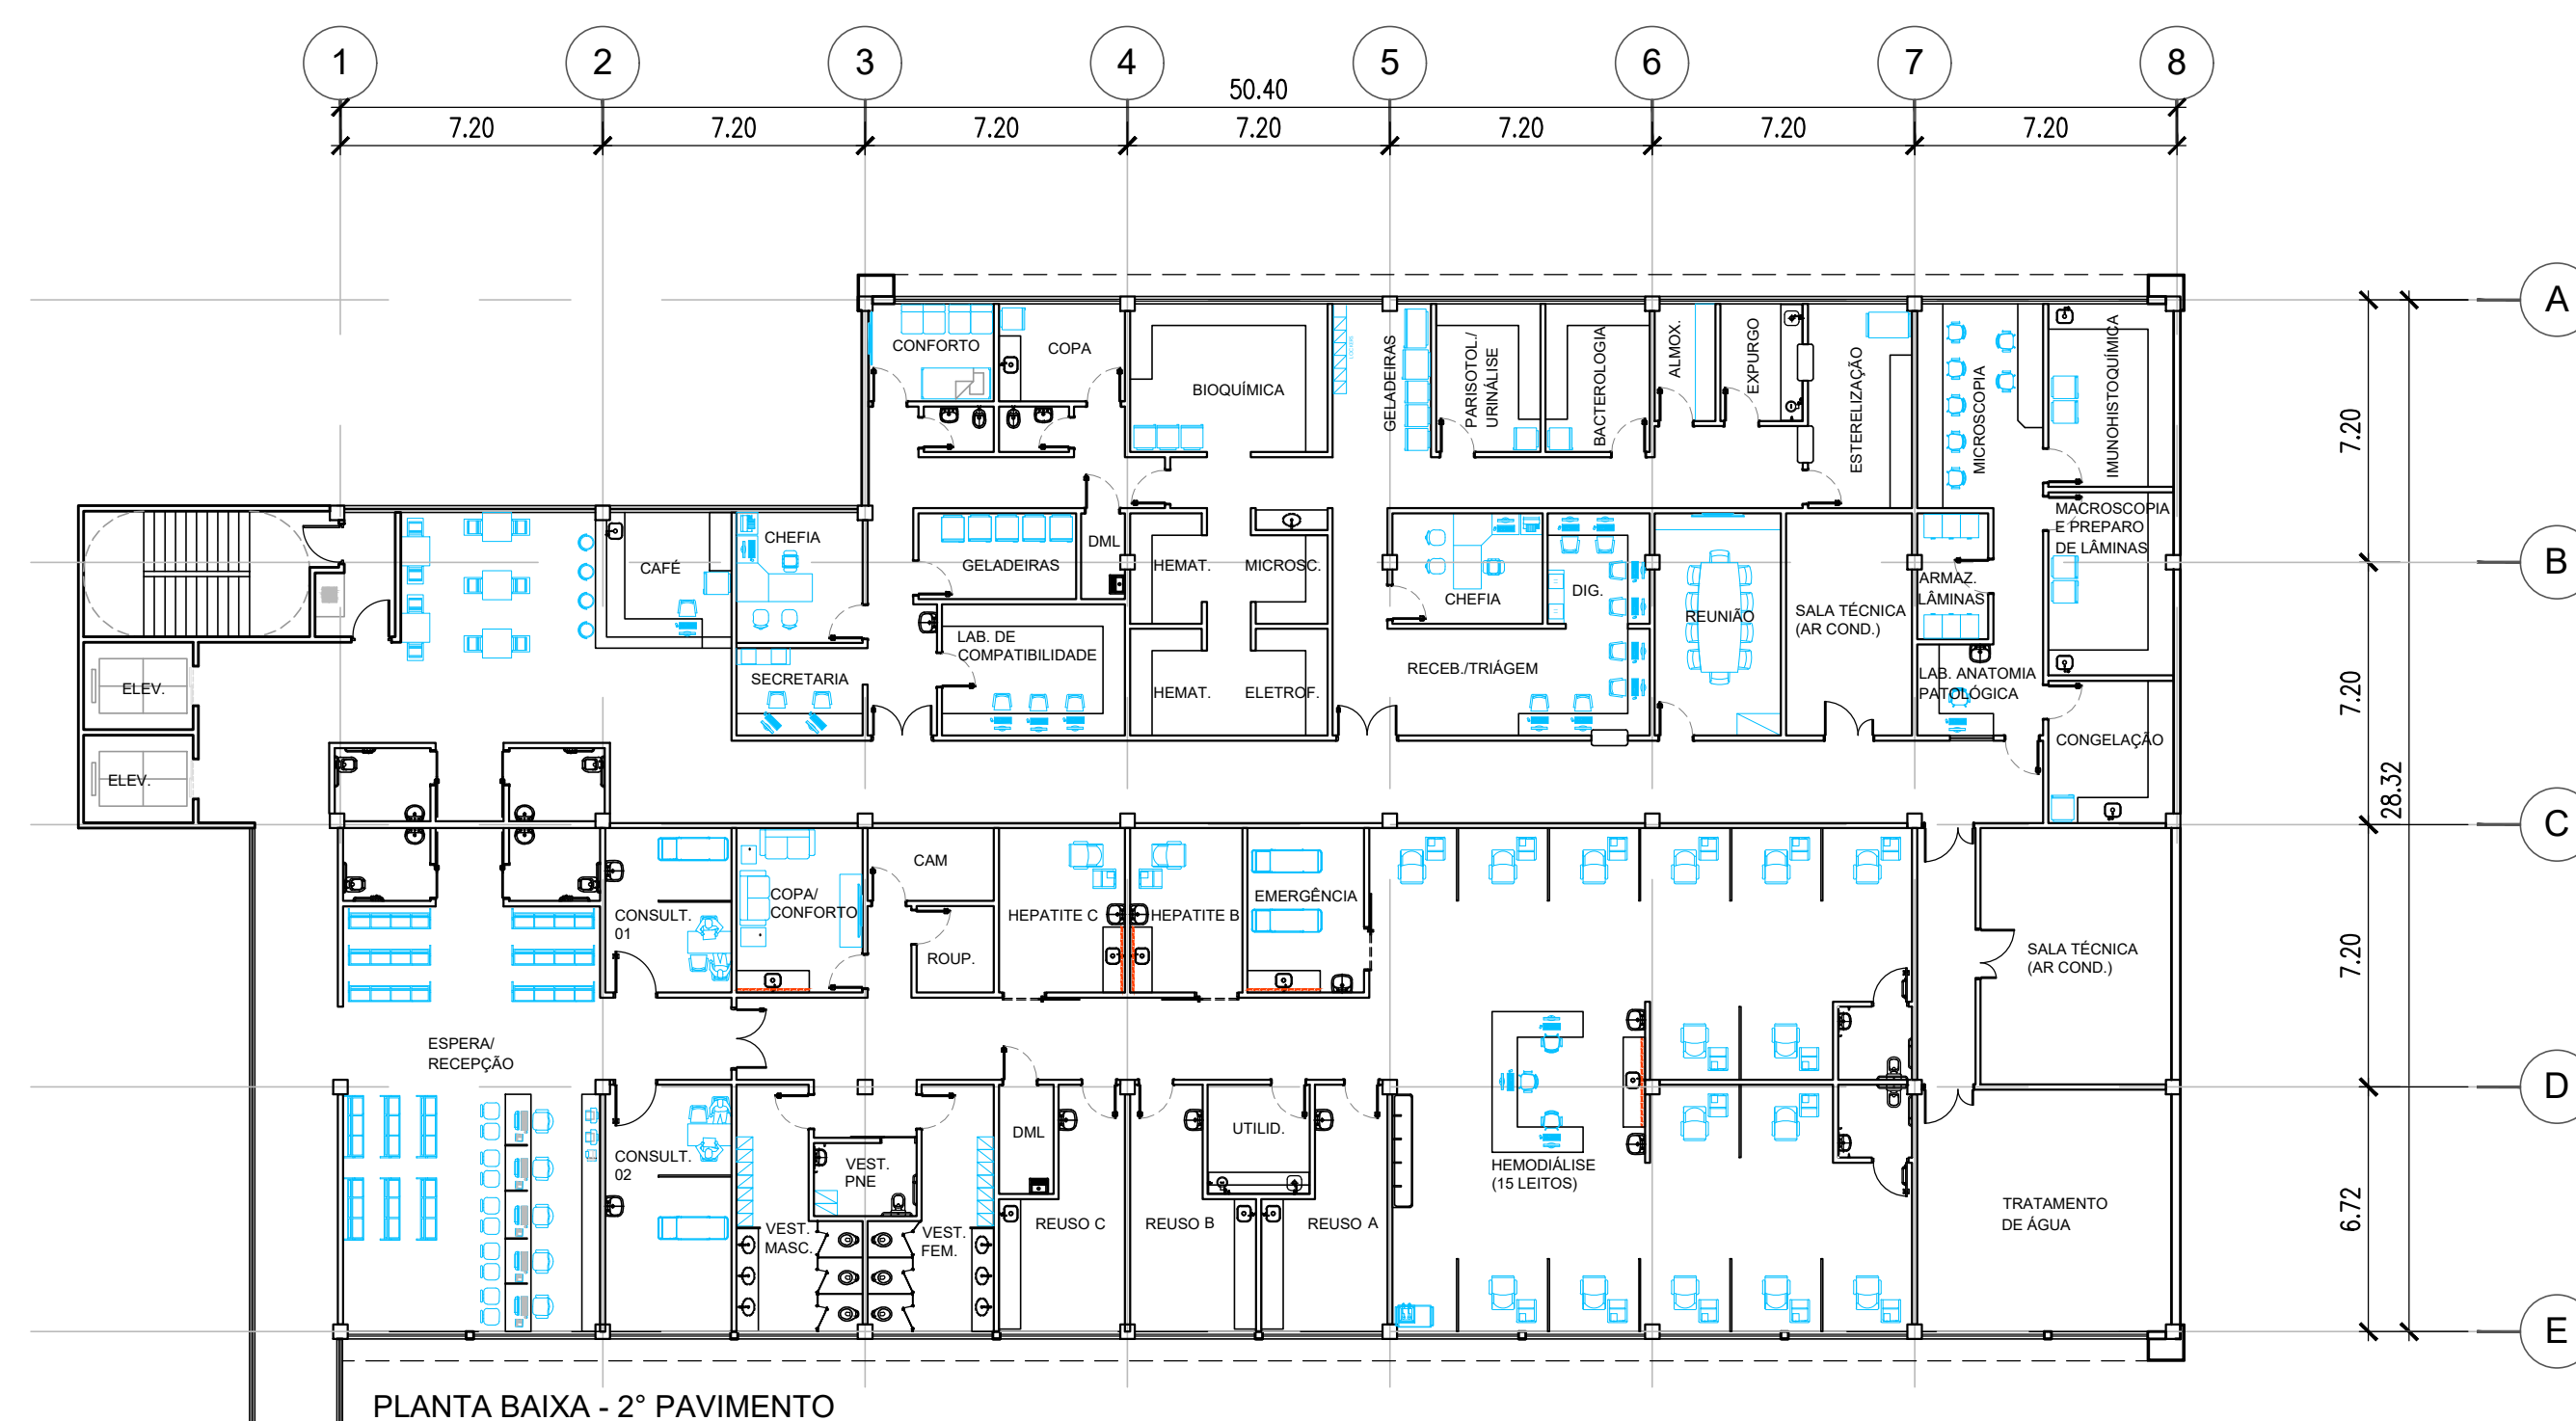 1
2
3
4
5
6
7
8
50.40
7.20
7.20
7.20
7.20
7.20
7.20
7.20
A
B
C
D
E
7.20
7.20
7.20
6.72
28.32
CONFORTO
COPA
BIOQUÍMICA
GELADEIRAS
PARISOTOL./
URINÁLISE
BACTEROLOGIA
ALMOX.
EXPURGO
ESTERELIZAÇÃO
MICROSCOPIA
IMUNOHISTOQUÍMICA
MACROSCOPIA
E PREPARO
DE LÂMINAS
CAFÉ
CHEFIA
GELADEIRAS
DML
HEMAT.
MICROSC.
CHEFIA
DIG.
REUNIÃO
SALA TÉCNICA
(AR COND.)
ARMAZ.
LÂMINAS
ELEV.
SECRETARIA
LAB. DE
COMPATIBILIDADE
HEMAT.
ELETROF.
RECEB./TRIÁGEM
LAB. ANATOMIA
PATOLÓGICA
CONGELAÇÃO
ELEV.
CONSULT.
01
COPA/
CONFORTO
CAM
ROUP.
HEPATITE C
HEPATITE B
EMERGÊNCIA
SALA TÉCNICA
(AR COND.)
ESPERA/
RECEPÇÃO
CONSULT.
02
VEST.
PNE
VEST.
MASC.
VEST.
FEM.
DML
REUSO C
REUSO B
UTILID.
REUSO A
HEMODIÁLISE
(15 LEITOS)
TRATAMENTO
DE ÁGUA
PLANTA BAIXA - 2° PAVIMENTO